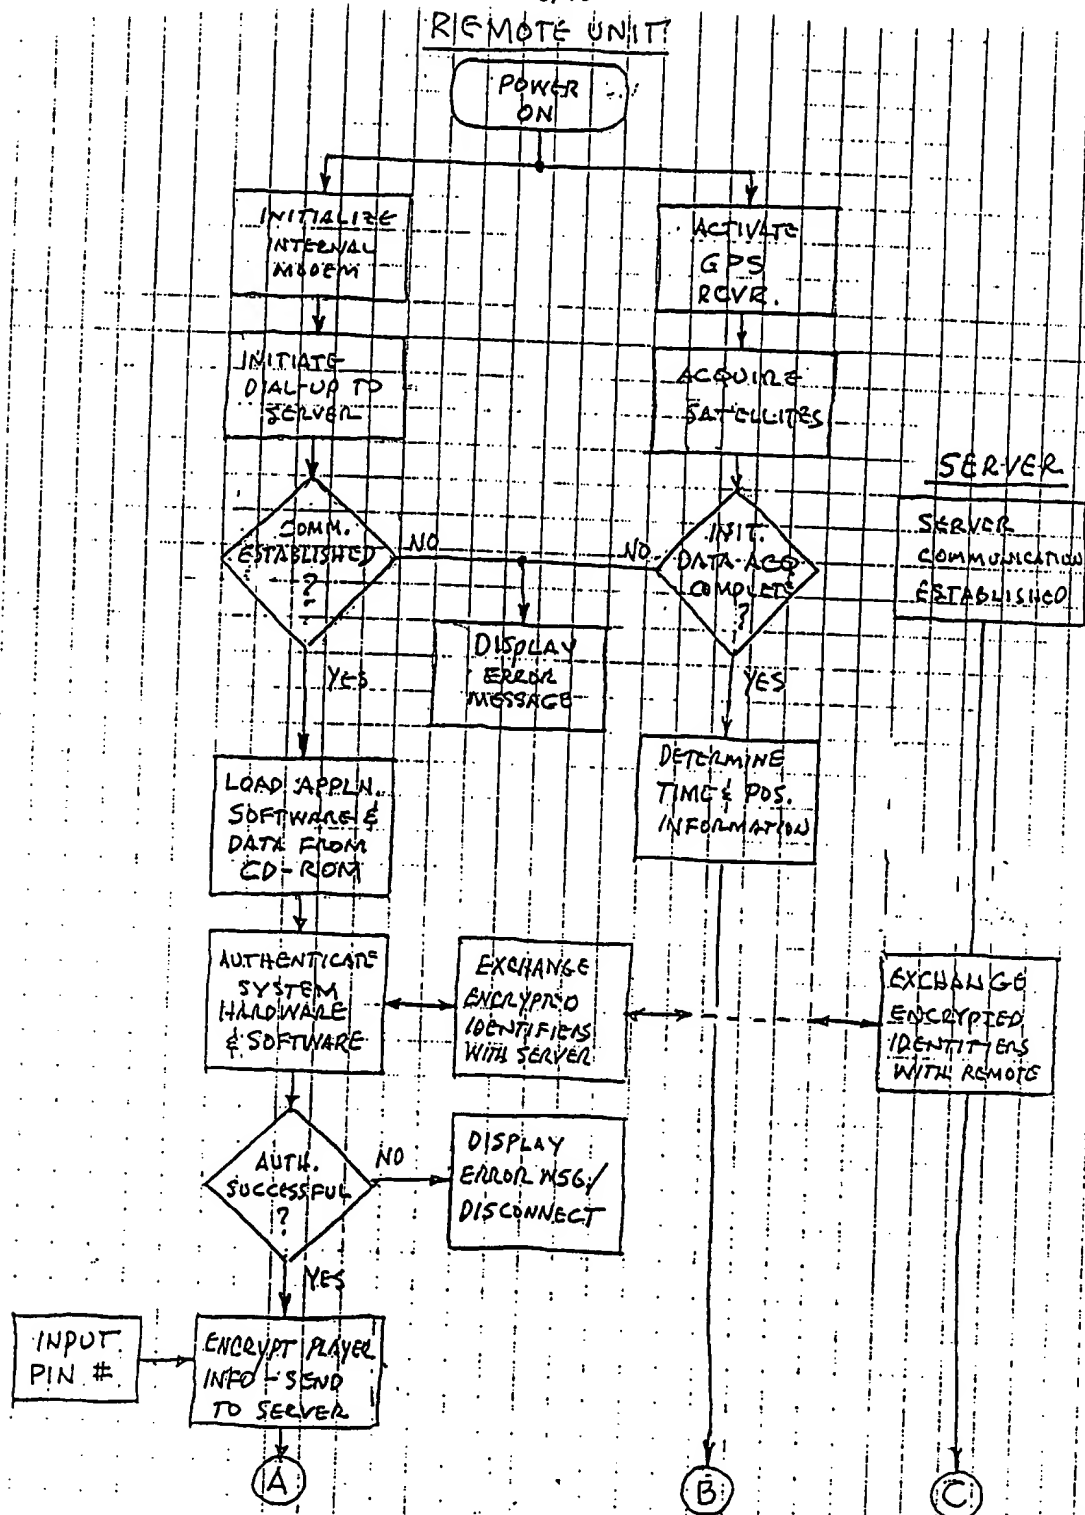 REMOTE UNIT
POWER
ON
INITIALIZE
INTERNAL
MODEM
ACTIVATE
GPS
RCVR.
INITIATE
DIAL-UP TO
SERVER
ACQUIRE
SATELLITES
SERVER
COMM.
ESTABLISHED
?
NO
NO
INIT.
DATA ACQ
COMPLETE
?
SERVER
COMMUNICATION
ESTABLISHED
DISPLAY
ERROR
MESSAGE
YES
YES
LOAD APPLN.
SOFTWARE &
DATA FROM
CD-ROM
DETERMINE
TIME & POS.
INFORMATION
AUTHENTICATE
SYSTEM
HARDWARE
& SOFTWARE
EXCHANGE
ENCRYPTD
IDENTIFIERS
WITH SERVER
EXCHANGE
ENCRYPTED
IDENTIFIERS
WITH REMOTE
AUTH.
SUCCESSFUL
?
NO
DISPLAY
ERROR MSG/
DISCONNECT
YES
INPUT
PIN #
ENCRYPT PLAYER
INFO - SEND
TO SERVER
A
B
C